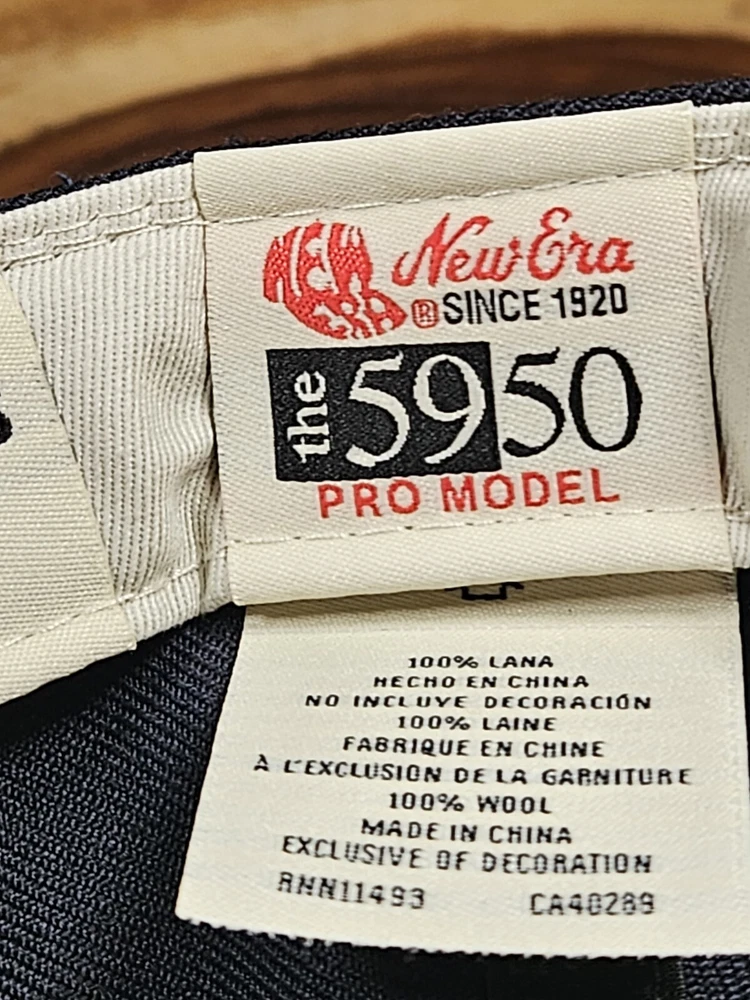 NEW ERA
New Era
® SINCE 1920
the 5950
PRO MODEL
100% LANA
HECHO EN CHINA
NO INCLUYE DECORACIÓN
100% LAINE
FABRIQUE EN CHINE
À L'EXCLUSION DE LA GARNITURE
100% WOOL
MADE IN CHINA
EXCLUSIVE OF DECORATION
RNN11493 CA40289